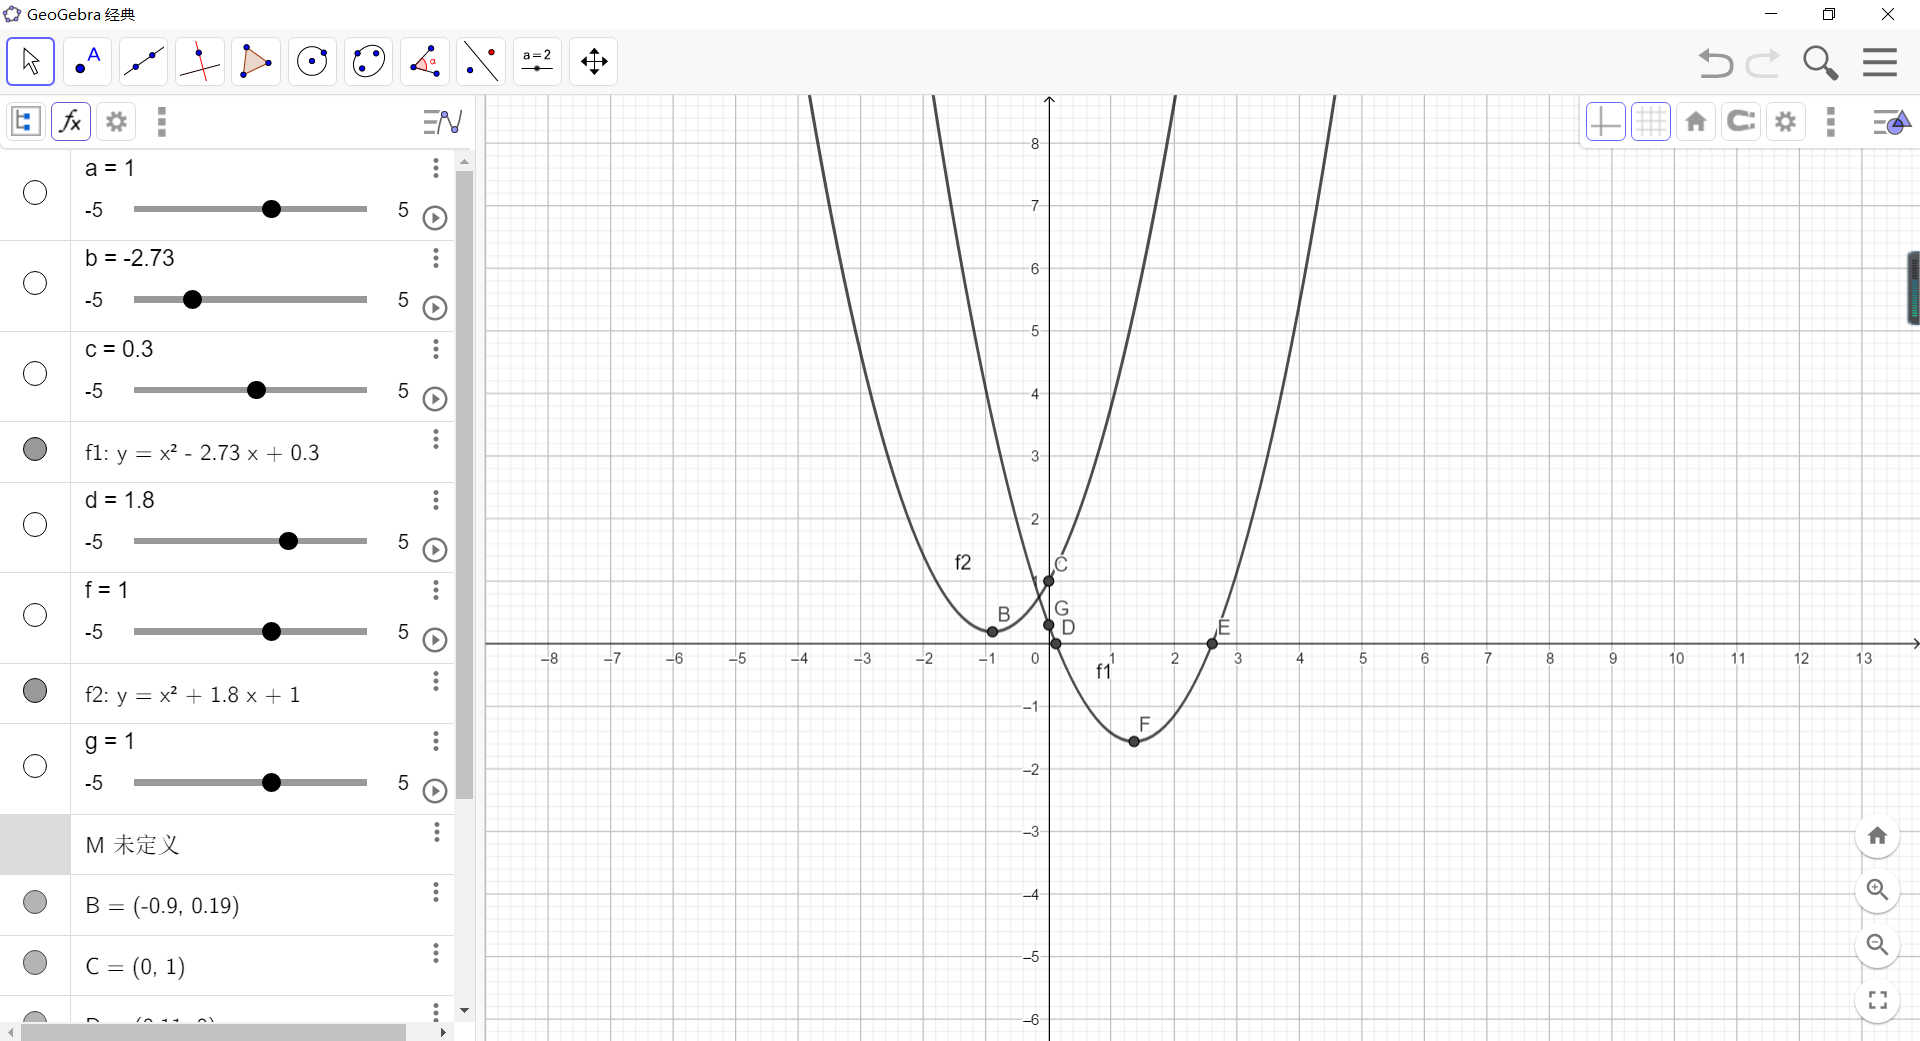 GeoGebra 经典
A
α
a = 2
fx
a = 1
-5 5
b = -2.73
-5 5
c = 0.3
-5 5
f1: y = x² - 2.73 x + 0.3
d = 1.8
-5 5
f = 1
-5 5
f2: y = x² + 1.8 x + 1
g = 1
-5 5
M 未定义
B = (-0.9, 0.19)
C = (0, 1)
8
7
6
5
4
3
2
1
–8 –7 –6 –5 –4 –3 –2 –1 0 1 2 3 4 5 6 7 8 9 10 11 12 13
–1
–2
–3
–4
–5
–6
f2
C
B
G
D
E
f1
F